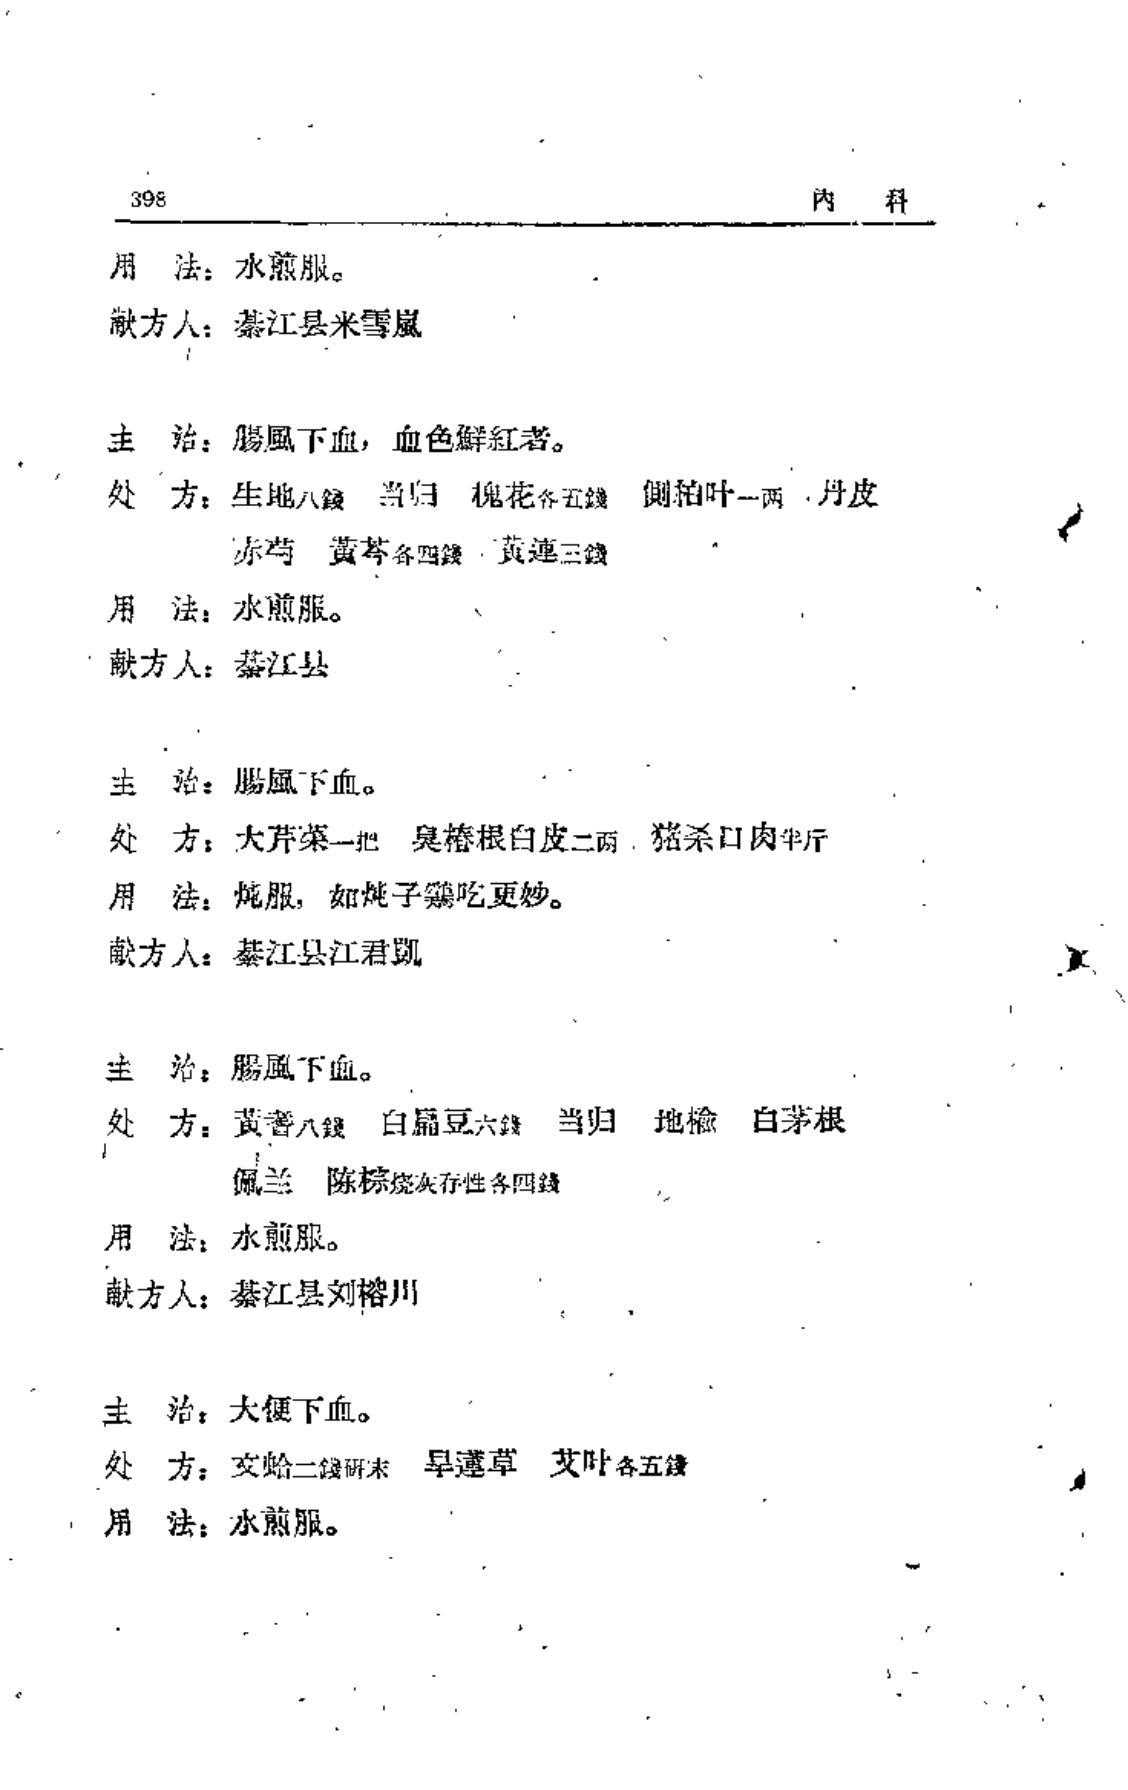 398 內　科
用　法：水煎服。
献方人：綦江县米雪嵐
主　治：腸風下血，血色鮮紅者。
处　方：生地八錢　当归　槐花各五錢　側柏叶一两　丹皮
赤芍　黃芩各四錢　黃連三錢
用　法：水煎服。
献方人：綦江县
主　治：腸風下血。
处　方：大芹菜一把　臭椿根白皮二两　猪杀口肉半斤
用　法：炖服，如炖子鷄吃更妙。
献方人：綦江县江君凱
主　治：腸風下血。
处　方：黃耆八錢　白扁豆六錢　当归　地榆　白茅根
佩兰　陈棕烧灰存性各四錢
用　法：水煎服。
献方人：綦江县刘榕川
主　治：大便下血。
处　方：文蛤二錢研末　旱蓮草　艾叶各五錢
用　法：水煎服。